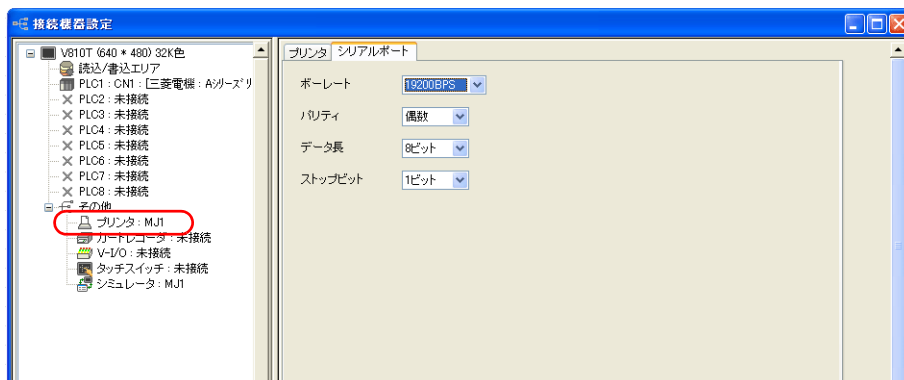 接続機器設定
V810T (640 * 480) 32K色
読込/書込エリア
PLC1 : CN1 : [三菱電機 : Aｼﾘｰｽﾞﾘ
PLC2 : 未接続
PLC3 : 未接続
PLC4 : 未接続
PLC5 : 未接続
PLC6 : 未接続
PLC7 : 未接続
PLC8 : 未接続
その他
プリンタ : MJ1
カードレコーダ : 未接続
V-I/O : 未接続
タッチスイッチ : 未接続
シミュレータ : MJ1
プリンタ シリアルポート
ボーレート 19200BPS
パリティ 偶数
データ長 8ビット
ストップビット 1ビット